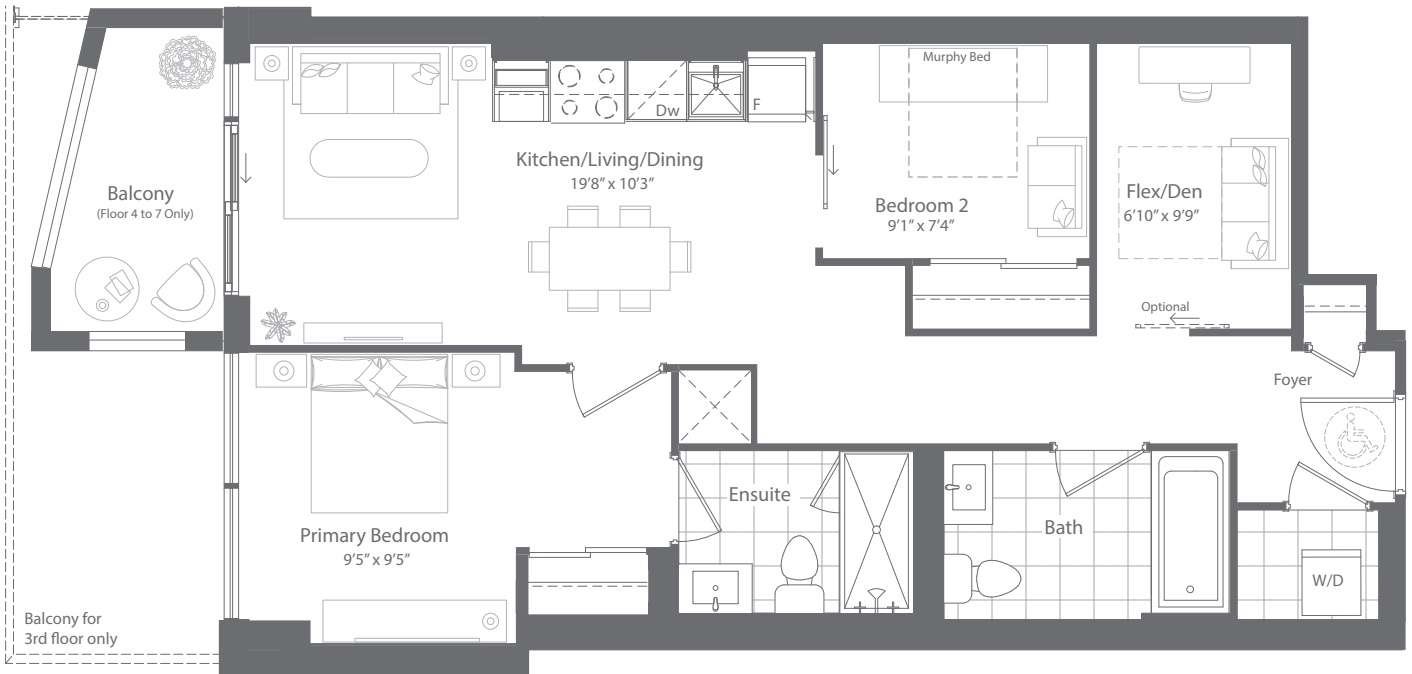 Murphy Bed
Dw
F
Kitchen/Living/Dining
19'8" x 10'3"
Balcony
(Floor 4 to 7 Only)
Bedroom 2
9'1" x 7'4"
Flex/Den
6'10" x 9'9"
Optional
Foyer
Ensuite
Bath
Primary Bedroom
9'5" x 9'5"
W/D
Balcony for
3rd floor only